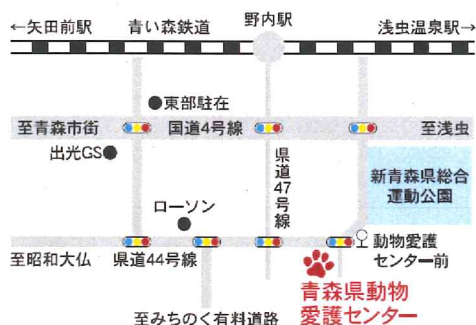 ←矢田前駅
青い森鉄道
野内駅
浅虫温泉駅→
東部駐在
至青森市街
国道4号線
至浅虫
出光GS
県道47号線
新青森県総合
運動公園
ローソン
動物愛護
センター前
至昭和大仏
県道44号線
青森県動物
愛護センター
至みちのく有料道路